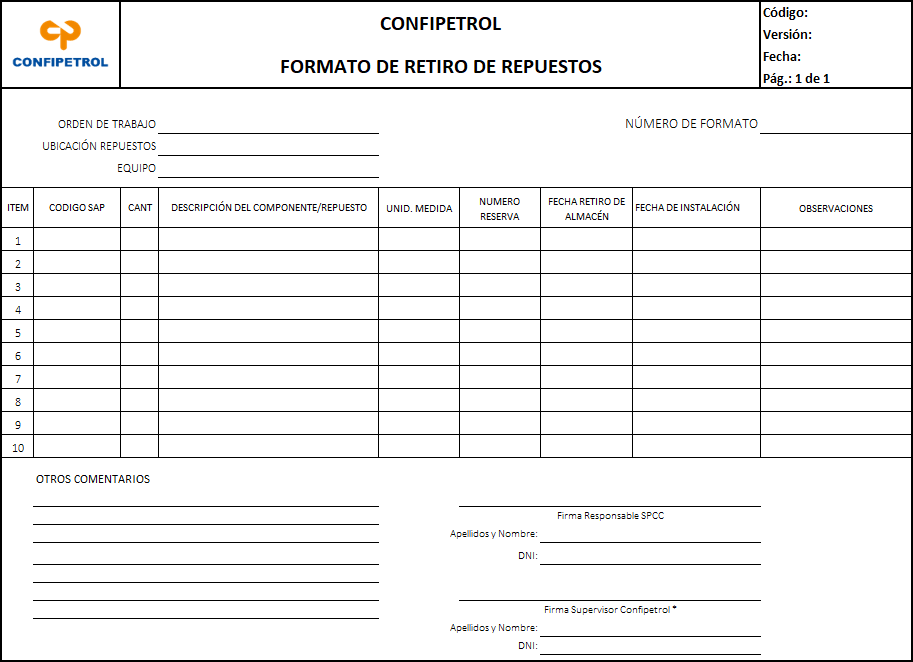 CONFIPETROL
CONFIPETROL
FORMATO DE RETIRO DE REPUESTOS
Código:
Versión:
Fecha:
Pág.: 1 de 1
ORDEN DE TRABAJO
NÚMERO DE FORMATO
UBICACIÓN REPUESTOS
EQUIPO
ITEM CODIGO SAP CANT DESCRIPCIÓN DEL COMPONENTE/REPUESTO UNID. MEDIDA NUMERO RESERVA FECHA RETIRO DE ALMACÉN FECHA DE INSTALACIÓN OBSERVACIONES
1
2
3
4
5
6
7
8
9
10
OTROS COMENTARIOS
Firma Responsable SPCC
Apellidos y Nombre:
DNI:
Firma Supervisor Confipetrol *
Apellidos y Nombre:
DNI: